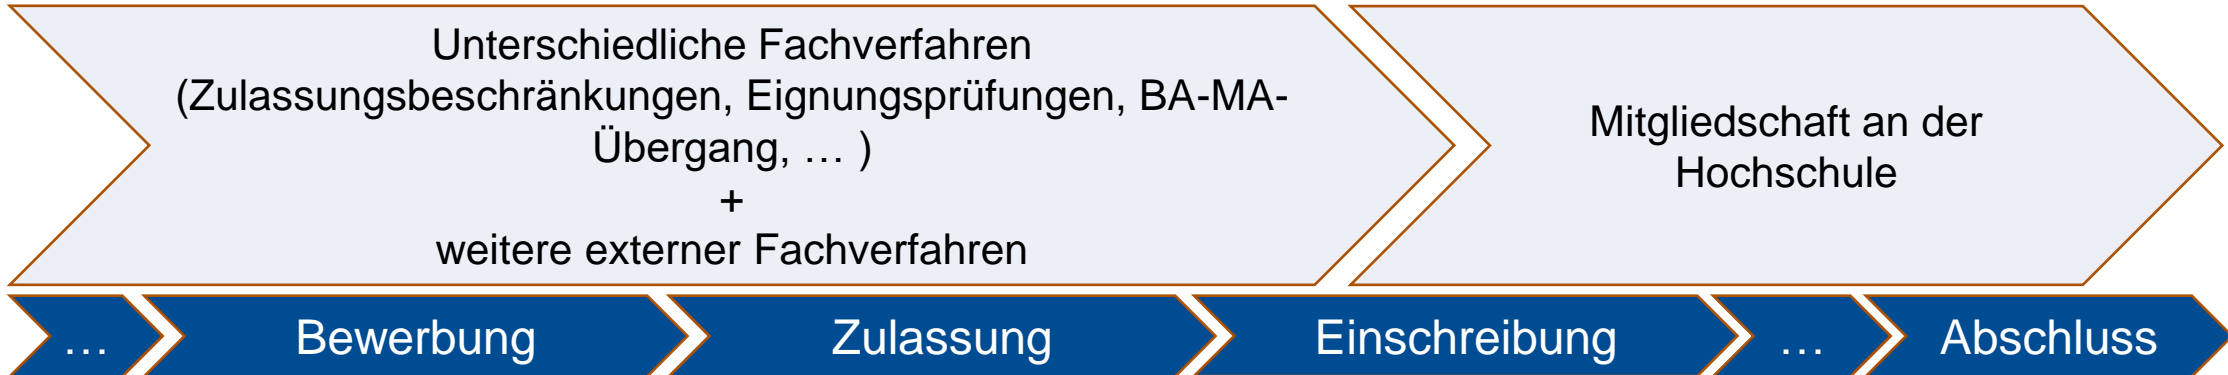 Unterschiedliche Fachverfahren
(Zulassungsbeschränkungen, Eignungsprüfungen, BA-MA-
Übergang, … )
+
weitere externer Fachverfahren
Mitgliedschaft an der
Hochschule
…
Bewerbung
Zulassung
Einschreibung
…
Abschluss